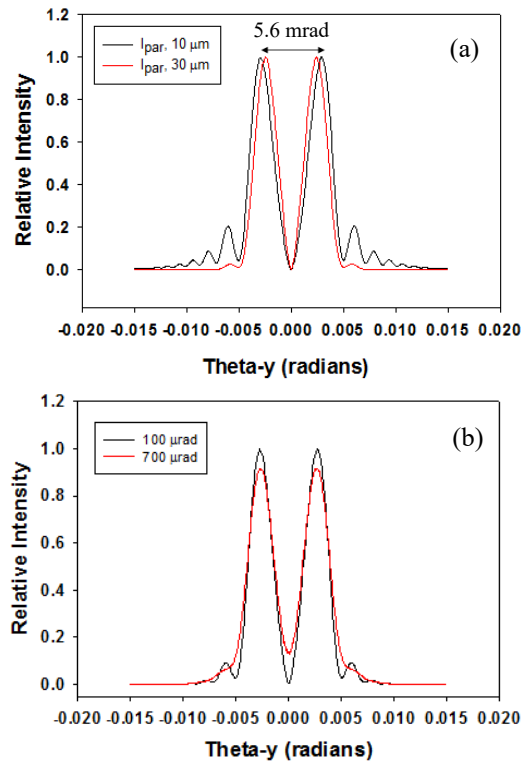 5.6 mrad
(a)
I_par, 10 μm
I_par, 30 μm
1.2
1.0
0.8
0.6
0.4
0.2
0.0
Relative Intensity
-0.020 -0.015 -0.010 -0.005 0.000 0.005 0.010 0.015 0.020
Theta-y (radians)
(b)
100 μrad
700 μrad
1.2
1.0
0.8
0.6
0.4
0.2
0.0
Relative Intensity
-0.020 -0.015 -0.010 -0.005 0.000 0.005 0.010 0.015 0.020
Theta-y (radians)